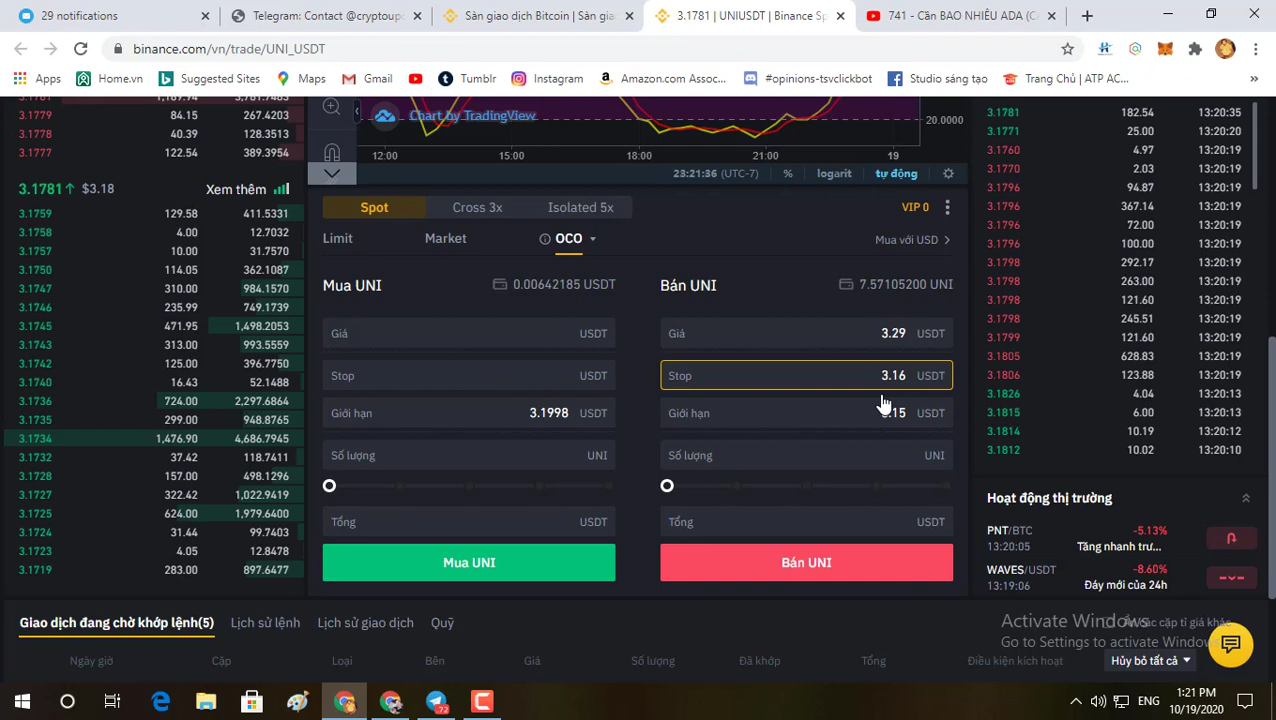 29 notifications
Telegram: Contact @cryptoup
Sàn giao dịch Bitcoin | Sàn gia
3.1781 | UNIUSDT | Binance Sp
741 - Cần BAO NHIÊU ADA (C
binance.com/vn/trade/UNI_USDT
Apps
Home.vn
Suggested Sites
Maps
Gmail
Tumblr
Instagram
Amazon.com Assoc...
#opinions-tsvclickbot
Studio sáng tạo
Trang Chủ | ATP AC...
»
3.1779 84.15 267.4203
3.1778 40.39 128.3513
3.1777 122.54 389.3954
3.1781↑ $3.18 Xem thêm
3.1759 129.58 411.5331
3.1758 4.00 12.7032
3.1757 10.00 31.7570
3.1750 114.05 362.1087
3.1747 310.00 984.1570
3.1746 235.99 749.1739
3.1745 471.95 1,498.2053
3.1743 313.00 993.5559
3.1742 125.00 396.7750
3.1740 16.43 52.1488
3.1736 724.00 2,297.6864
3.1735 299.00 948.8765
3.1734 1,476.90 4,686.7945
3.1732 37.42 118.7411
3.1728 157.00 498.1296
3.1727 322.42 1,022.9419
3.1725 624.00 1,979.6400
3.1724 31.44 99.7403
3.1723 4.05 12.8478
3.1719 283.00 897.6477
Chart by TradingView
20.0000
12:00 15:00 18:00 21:00 19
23:21:36 (UTC-7) % logarit tự động
Spot Cross 3x Isolated 5x VIP 0
Limit Market OCO Mua với USD
Mua UNI 0.00642185 USDT
Giá USDT
Stop USDT
Giới hạn 3.1998 USDT
Số lượng UNI
Tổng USDT
Mua UNI
Bán UNI 7.57105200 UNI
Giá 3.29 USDT
Stop 3.16 USDT
Giới hạn .15 USDT
Số lượng UNI
Tổng USDT
Bán UNI
3.1781 182.54 13:20:35
3.1771 25.00 13:20:20
3.1760 4.97 13:20:19
3.1770 2.03 13:20:19
3.1796 94.87 13:20:19
3.1796 367.14 13:20:19
3.1796 72.00 13:20:19
3.1796 100.00 13:20:19
3.1798 292.17 13:20:19
3.1798 263.00 13:20:19
3.1798 121.60 13:20:19
3.1798 245.51 13:20:19
3.1799 121.60 13:20:19
3.1805 628.83 13:20:19
3.1806 123.88 13:20:19
3.1826 4.04 13:20:13
3.1815 6.00 13:20:12
3.1814 10.19 13:20:12
3.1812 10.02 13:20:10
Hoạt động thị trường
PNT/BTC -5.13%
13:20:05 Tăng nhanh trư...
WAVES/USDT -8.60%
13:19:06 Đáy mới của 24h
Giao dịch đang chờ khớp lệnh(5) Lịch sử lệnh Lịch sử giao dịch Quỹ
Ngày giờ Cặp Loại Bên Giá Số lượng Đã khớp Tổng Điều kiện kích hoạt Hủy bỏ tất cả
Activate Windows
Go to Settings to activate Windows
72
ENG
1:21 PM
10/19/2020